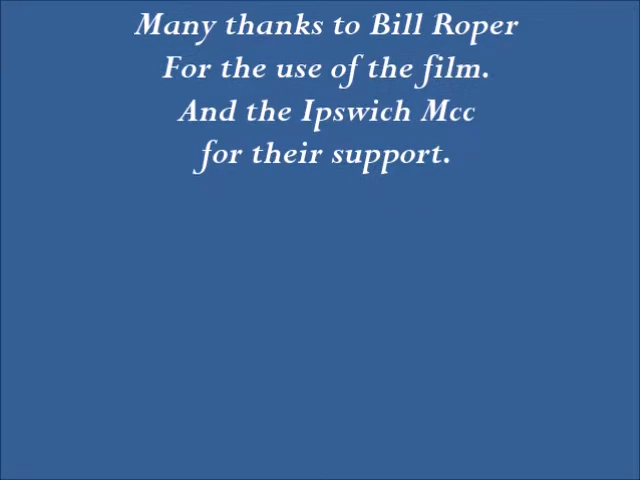 Many thanks to Bill Roper
For the use of the film.
And the Ipswich Mcc
for their support.